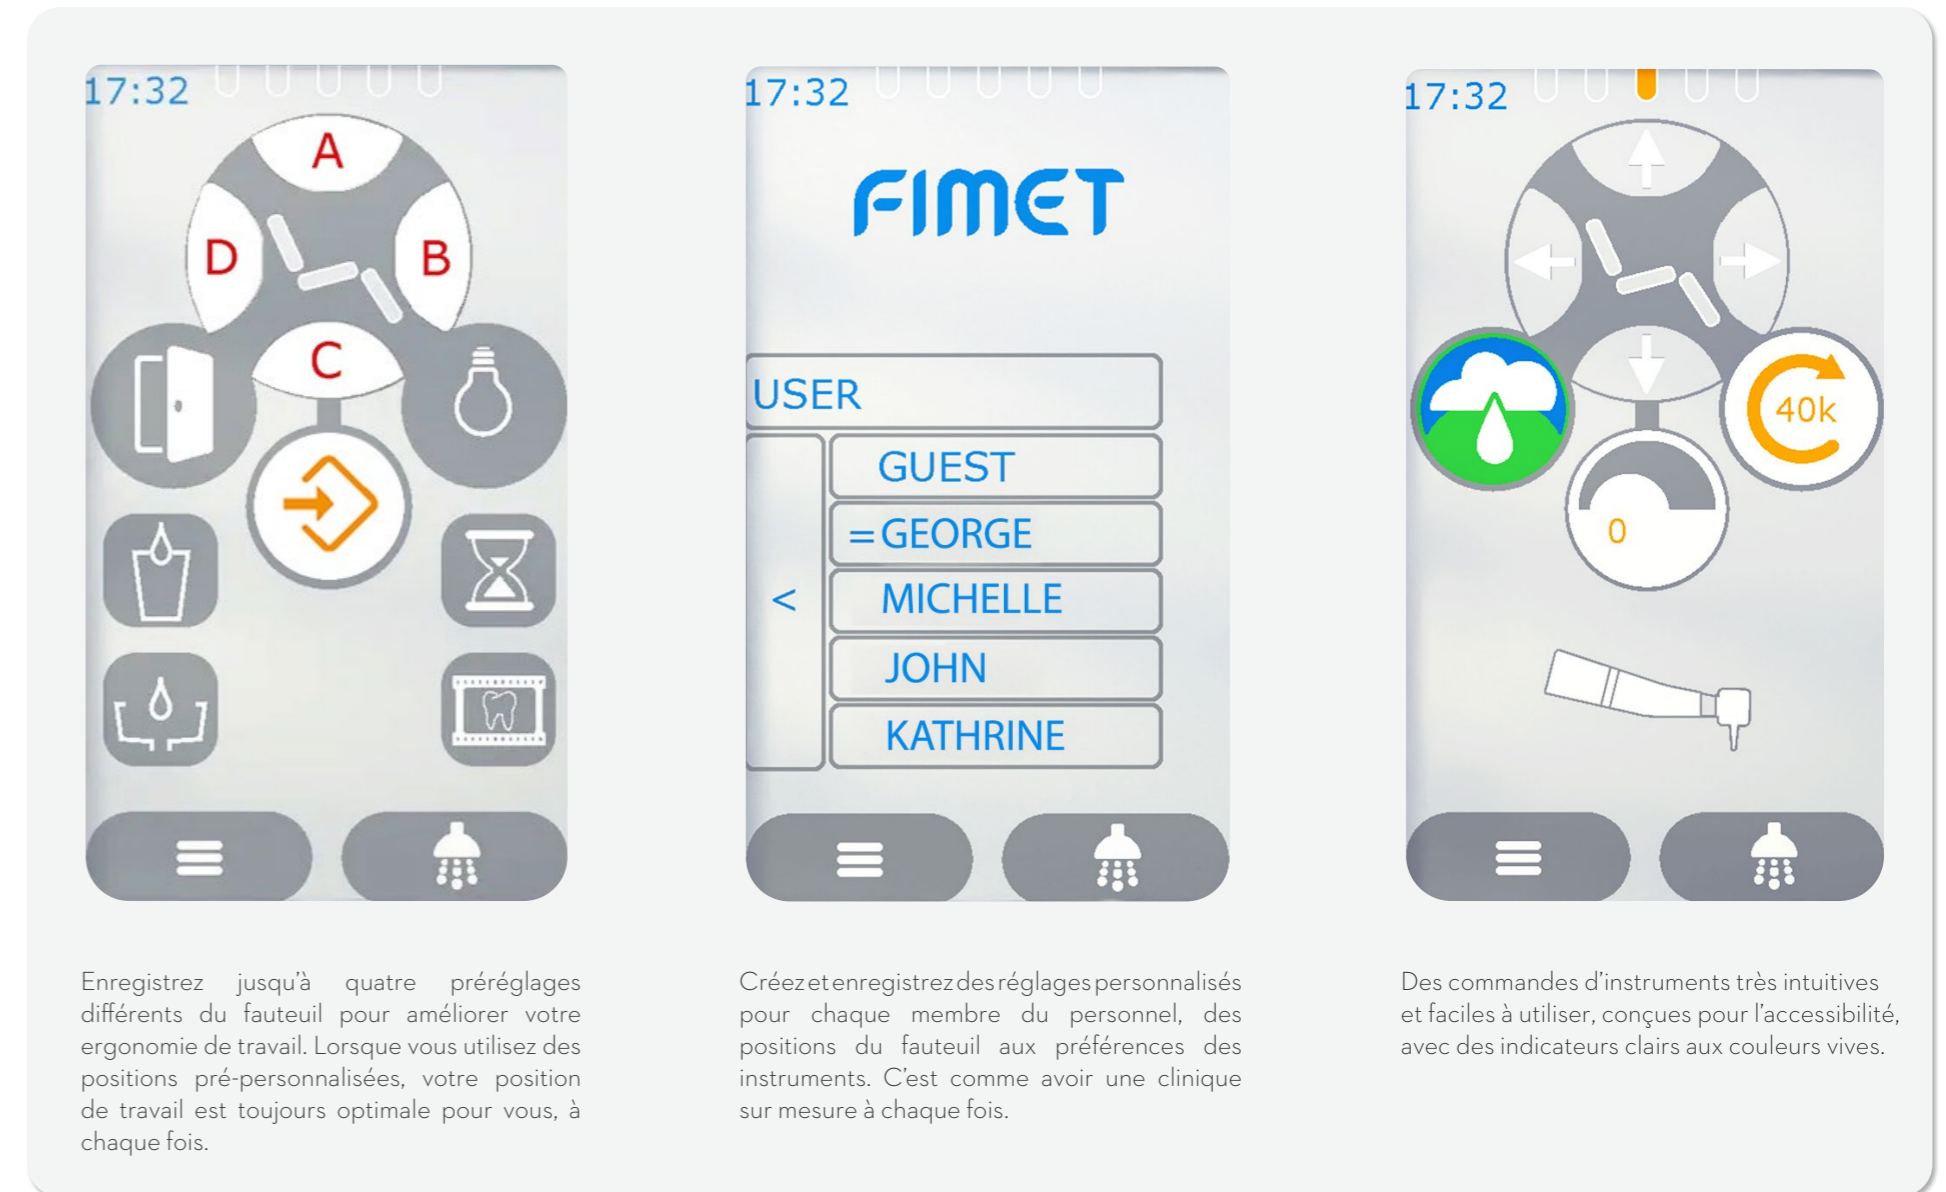 17:32
A
D
B
C
17:32
FIMET
USER
GUEST
=GEORGE
<
MICHELLE
JOHN
KATHRINE
17:32
40k
0
Enregistrez jusqu'à quatre préréglages
différents du fauteuil pour améliorer votre
ergonomie de travail. Lorsque vous utilisez des
positions pré-personnalisées, votre position
de travail est toujours optimale pour vous, à
chaque fois.
Créez et enregistrez des réglages personnalisés
pour chaque membre du personnel, des
positions du fauteuil aux préférences des
instruments. C'est comme avoir une clinique
sur mesure à chaque fois.
Des commandes d'instruments très intuitives
et faciles à utiliser, conçues pour l'accessibilité,
avec des indicateurs clairs aux couleurs vives.